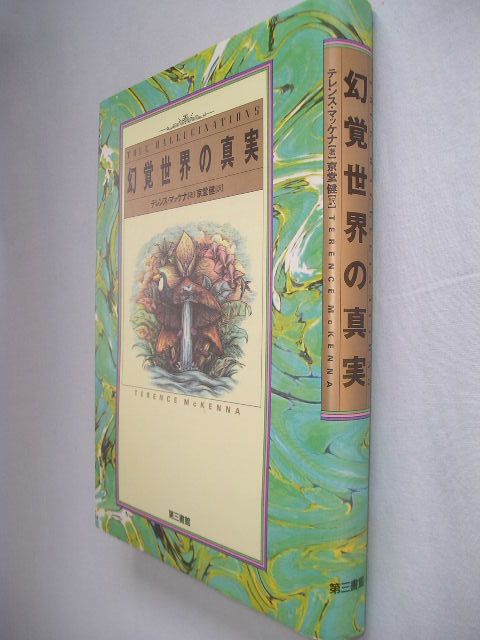 TRUE HALLUCINATIONS
幻覚世界の真実
テレンス・マッケナ[著] 京堂健[訳]
TERENCE McKENNA
第三書館
幻覚世界の真実
テレンス・マッケナ[著] 京堂健[訳] TERENCE McKENNA
第三書館